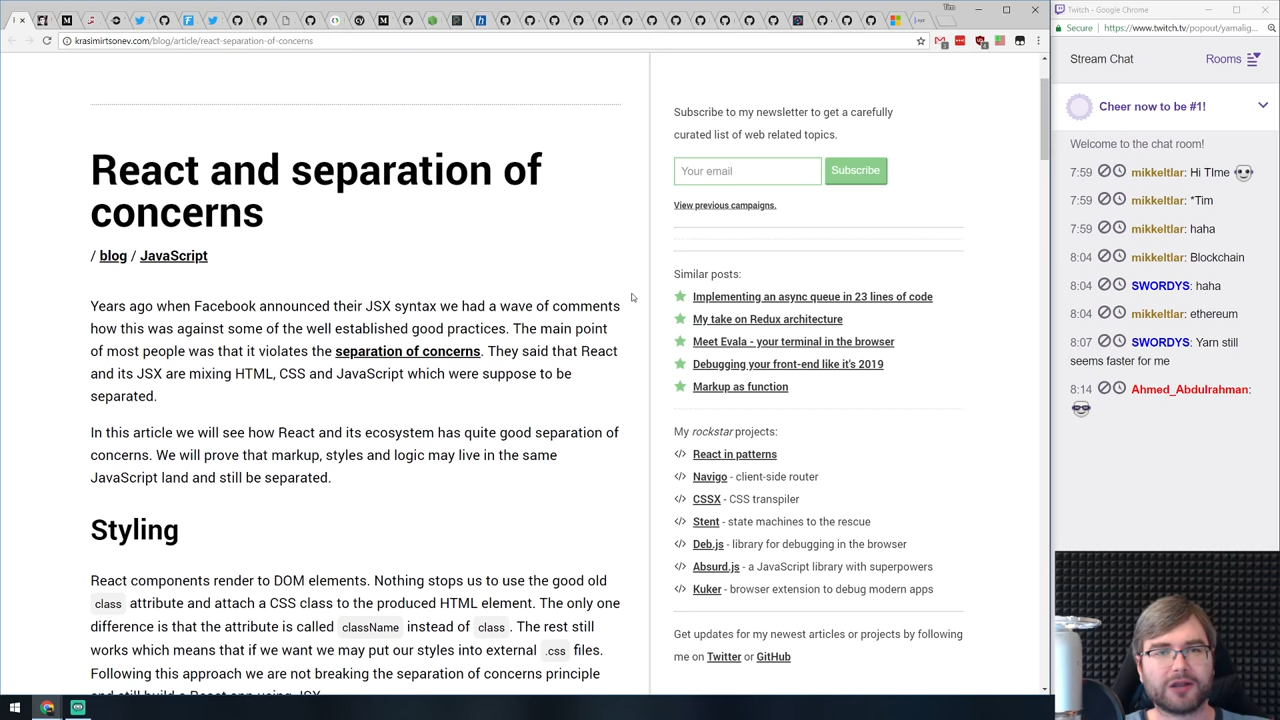 Tim
krasimirtsonev.com/blog/article/react-separation-of-concerns
React and separation of
concerns
/ blog / JavaScript
Years ago when Facebook announced their JSX syntax we had a wave of comments
how this was against some of the well established good practices. The main point
of most people was that it violates the separation of concerns. They said that React
and its JSX are mixing HTML, CSS and JavaScript which were suppose to be
separated.
In this article we will see how React and its ecosystem has quite good separation of
concerns. We will prove that markup, styles and logic may live in the same
JavaScript land and still be separated.
Styling
React components render to DOM elements. Nothing stops us to use the good old
class attribute and attach a CSS class to the produced HTML element. The only one
difference is that the attribute is called className instead of class. The rest still
works which means that if we want we may put our styles into external .css files.
Following this approach we are not breaking the separation of concerns principle
and still build a React app using JSX
Subscribe to my newsletter to get a carefully
curated list of web related topics.
Your email
Subscribe
View previous campaigns.
Similar posts:
Implementing an async queue in 23 lines of code
My take on Redux architecture
Meet Evala - your terminal in the browser
Debugging your front-end like it's 2019
Markup as function
My rockstar projects:
</> React in patterns
</> Navigo - client-side router
</> CSSX - CSS transpiler
</> Stent - state machines to the rescue
</> Deb.js - library for debugging in the browser
</> Absurd.js - a JavaScript library with superpowers
</> Kuker - browser extension to debug modern apps
Get updates for my newest articles or projects by following
me on Twitter or GitHub
Twitch - Google Chrome
Secure https://www.twitch.tv/popout/yamalig...
Stream Chat
Rooms
Cheer now to be #1!
Welcome to the chat room!
7:59 mikkeltlar: Hi TIme
7:59 mikkeltlar: *Tim
7:59 mikkeltlar: haha
8:04 mikkeltlar: Blockchain
8:04 SWORDYS: haha
8:04 mikkeltlar: ethereum
8:07 SWORDYS: Yarn still
seems faster for me
8:14 Ahmed_Abdulrahman: